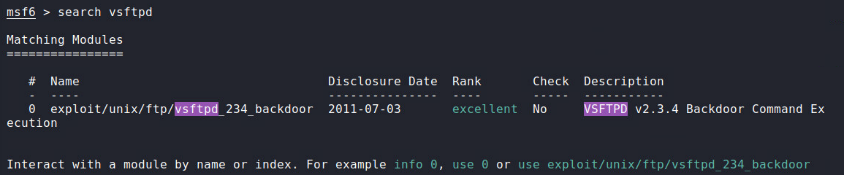 msf6 > search vsftpd
Matching Modules
================
#  Name                                  Disclosure Date  Rank       Check  Description
-  ----                                  ---------------  ----       -----  -----------
0  exploit/unix/ftp/vsftpd_234_backdoor  2011-07-03       excellent  No     VSFTPD v2.3.4 Backdoor Command Ex
ecution
Interact with a module by name or index. For example info 0, use 0 or use exploit/unix/ftp/vsftpd_234_backdoor